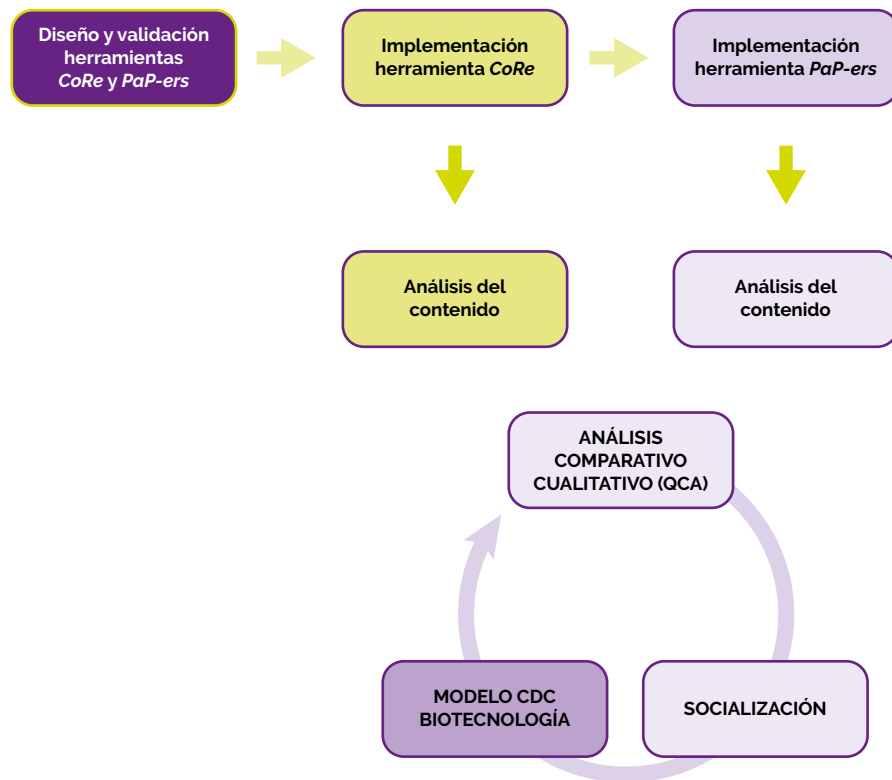 Diseño y validación
herramientas
CoRe y PaP-ers
Implementación
herramienta CoRe
Implementación
herramienta PaP-ers
Análisis del
contenido
Análisis del
contenido
ANÁLISIS
COMPARATIVO
CUALITATIVO (QCA)
MODELO CDC
BIOTECNOLOGÍA
SOCIALIZACIÓN